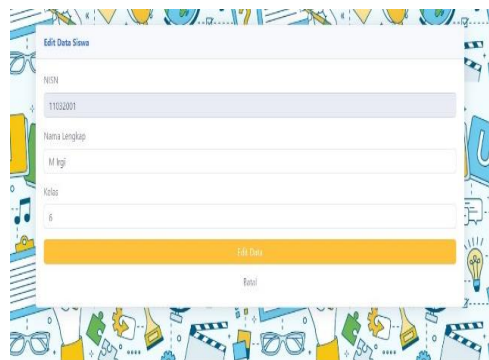 Edit Data Siswa
NISN
11032001
Nama Lengkap
M Irgi
Kelas
6
Edit Data
Batal